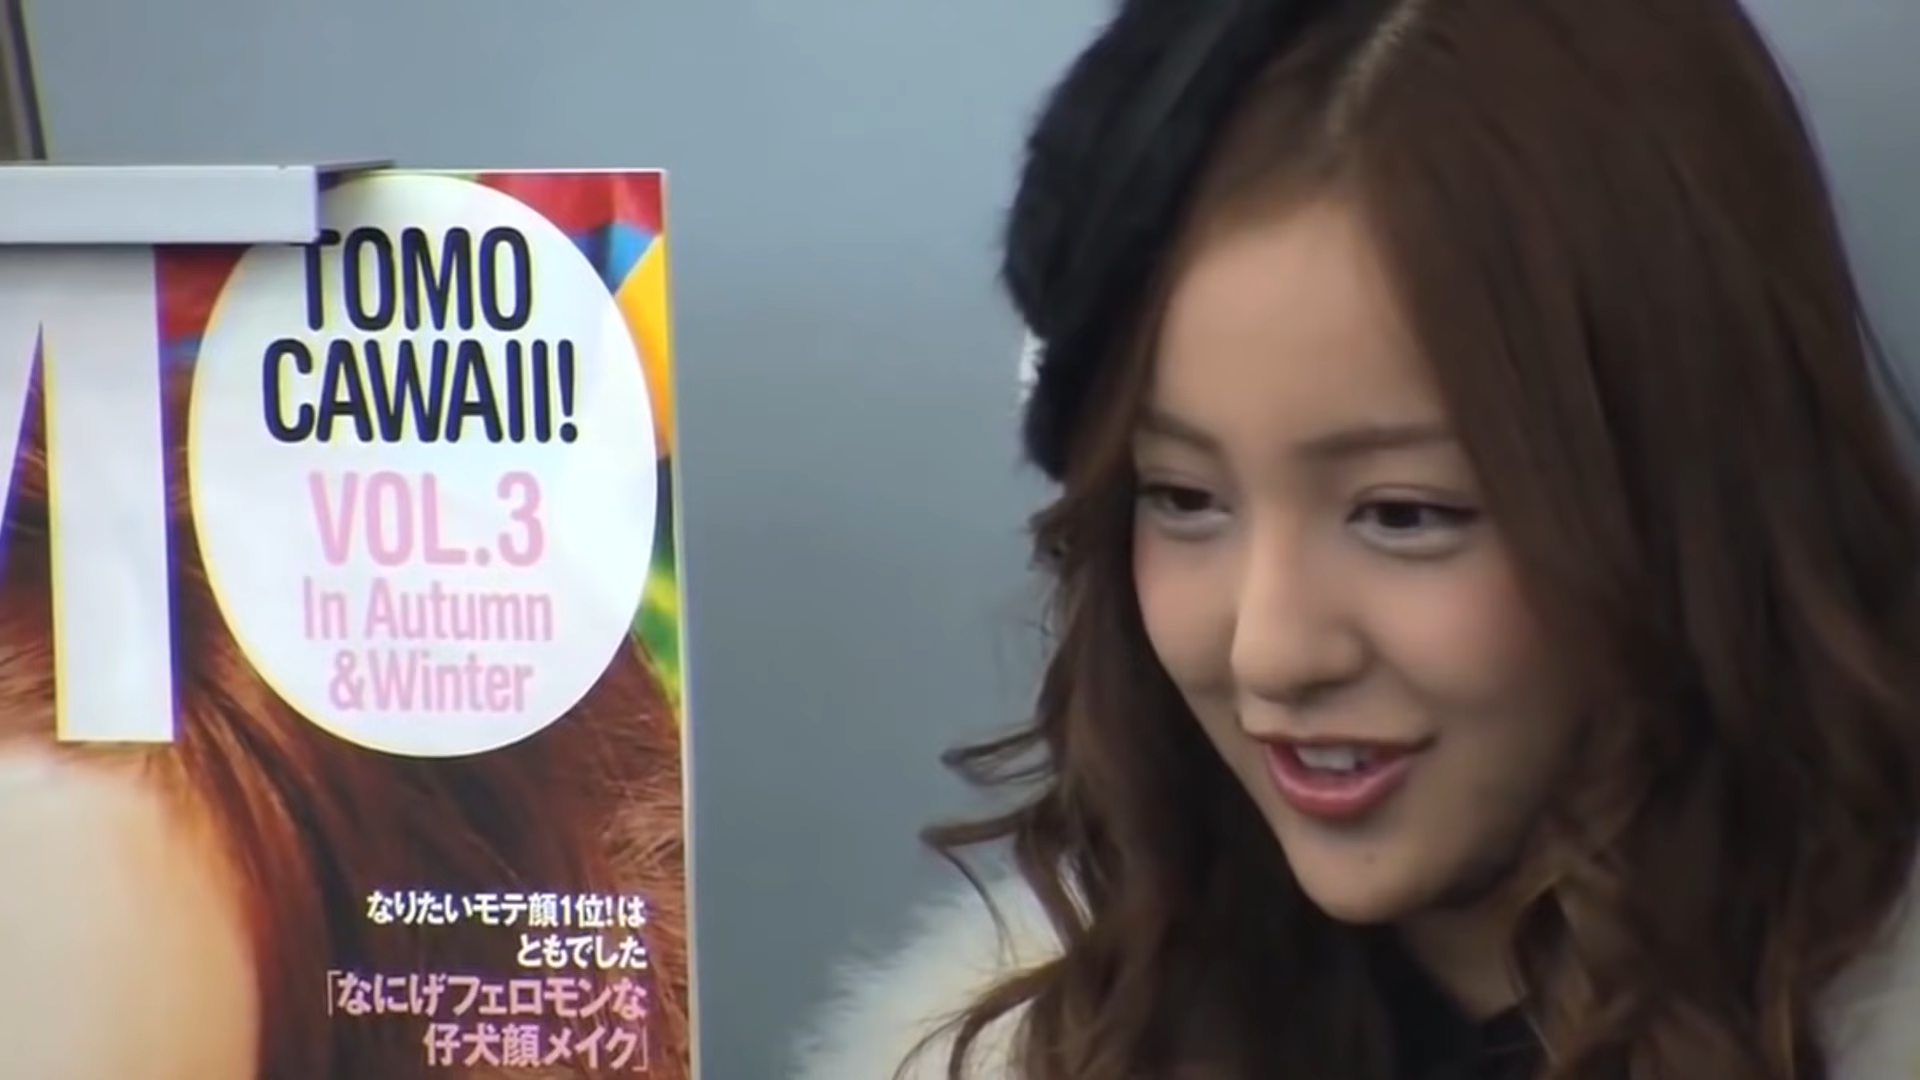 M
TOMO
CAWAII!
VOL.3
In Autumn
&Winter
なりたいモテ顔1位!は
ともでした
「なにげフェロモンな
仔犬顔メイク」